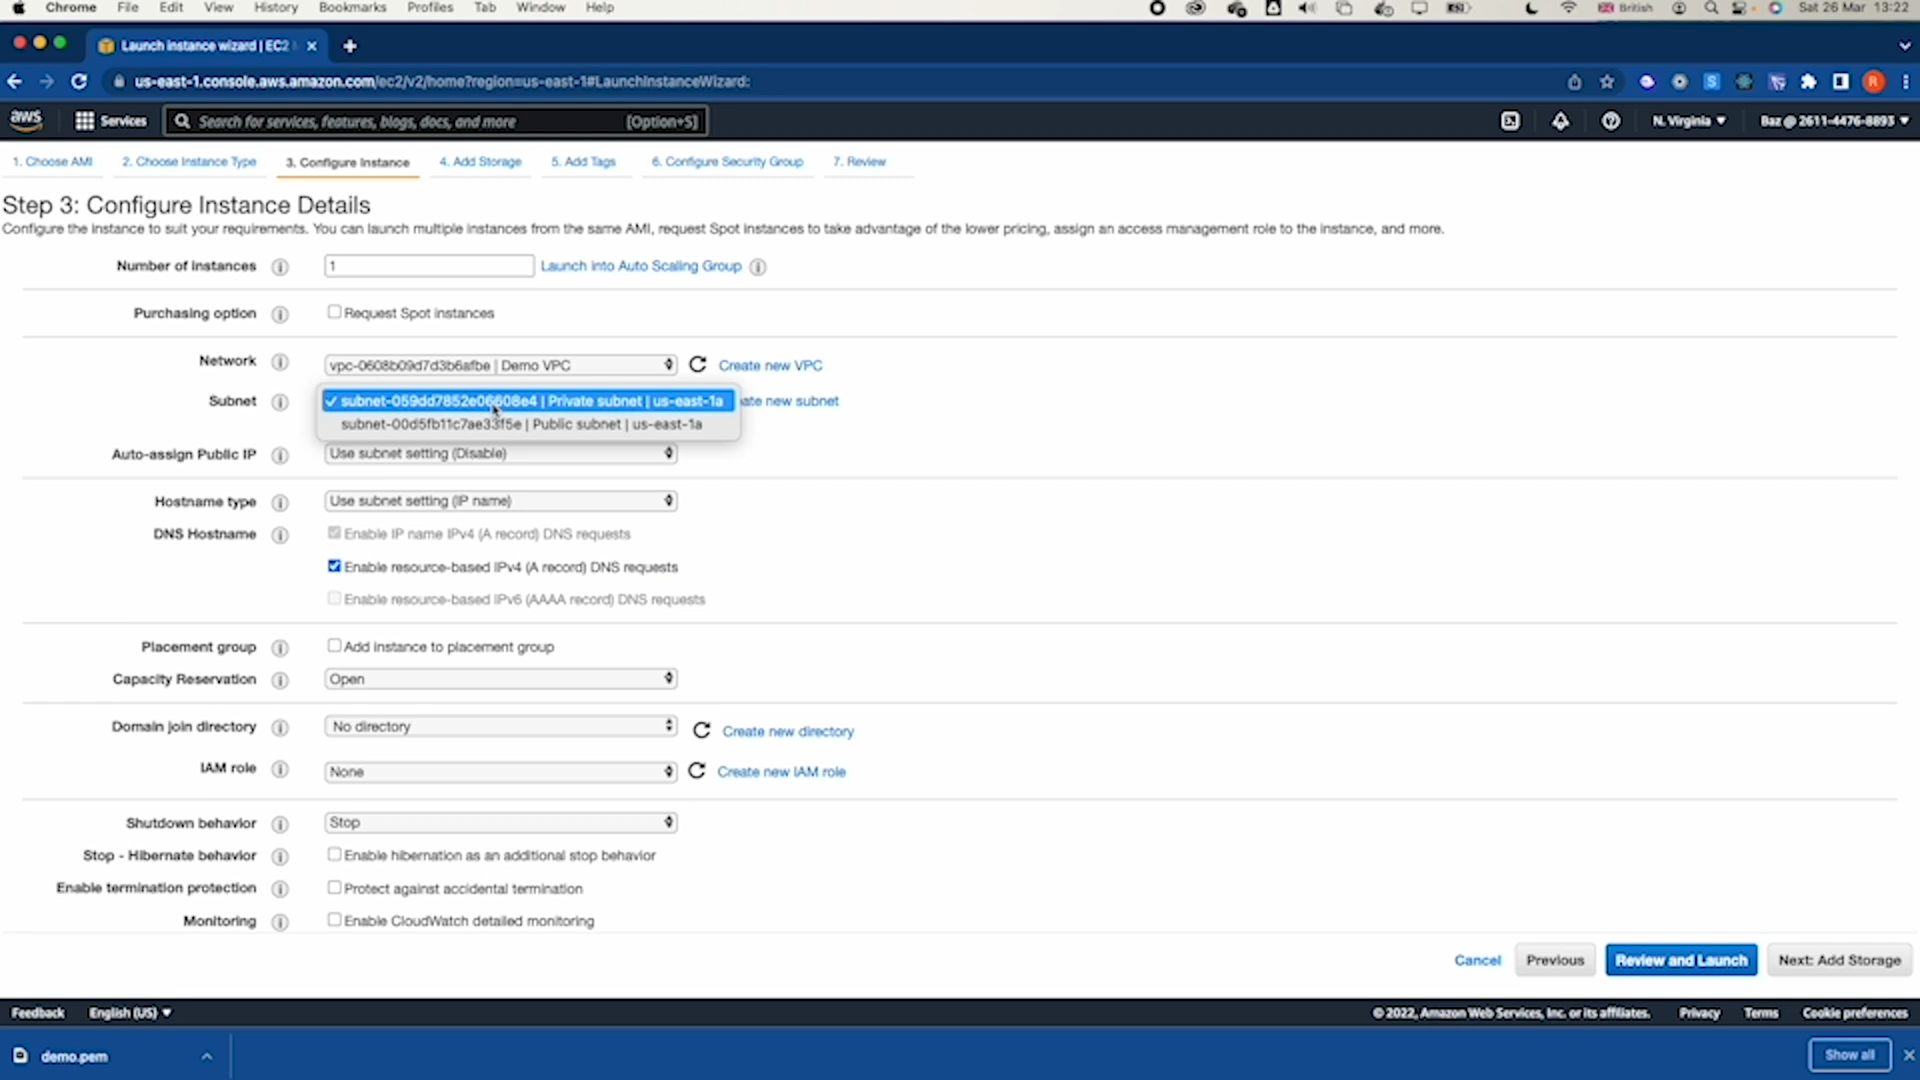 Chrome File Edit View History Bookmarks Profiles Tab Window Help British Sat 26 Mar 13:22
Launch instance wizard | EC2
us-east-1.console.aws.amazon.com/ec2/v2/home?region=us-east-1#LaunchInstanceWizard:
aws Services Search for services, features, blogs, docs, and more [Option+S] N. Virginia Baz @ 2611-4476-8893
1. Choose AMI 2. Choose Instance Type 3. Configure Instance 4. Add Storage 5. Add Tags 6. Configure Security Group 7. Review
Step 3: Configure Instance Details
Configure the instance to suit your requirements. You can launch multiple instances from the same AMI, request Spot instances to take advantage of the lower pricing, assign an access management role to the instance, and more.
Number of instances 1 Launch into Auto Scaling Group
Purchasing option Request Spot instances
Network vpc-0608b09d7d3b6afbe | Demo VPC Create new VPC
Subnet subnet-059dd7852e06608e4 | Private subnet | us-east-1a ate new subnet
subnet-00d5fb11c7ae33f5e | Public subnet | us-east-1a
Auto-assign Public IP Use subnet setting (Disable)
Hostname type Use subnet setting (IP name)
DNS Hostname Enable IP name IPv4 (A record) DNS requests
Enable resource-based IPv4 (A record) DNS requests
Enable resource-based IPv6 (AAAA record) DNS requests
Placement group Add instance to placement group
Capacity Reservation Open
Domain join directory No directory Create new directory
IAM role None Create new IAM role
Shutdown behavior Stop
Stop - Hibernate behavior Enable hibernation as an additional stop behavior
Enable termination protection Protect against accidental termination
Monitoring Enable CloudWatch detailed monitoring
Cancel Previous Review and Launch Next: Add Storage
Feedback English (US) © 2022, Amazon Web Services, Inc. or its affiliates. Privacy Terms Cookie preferences
demo.pem Show all